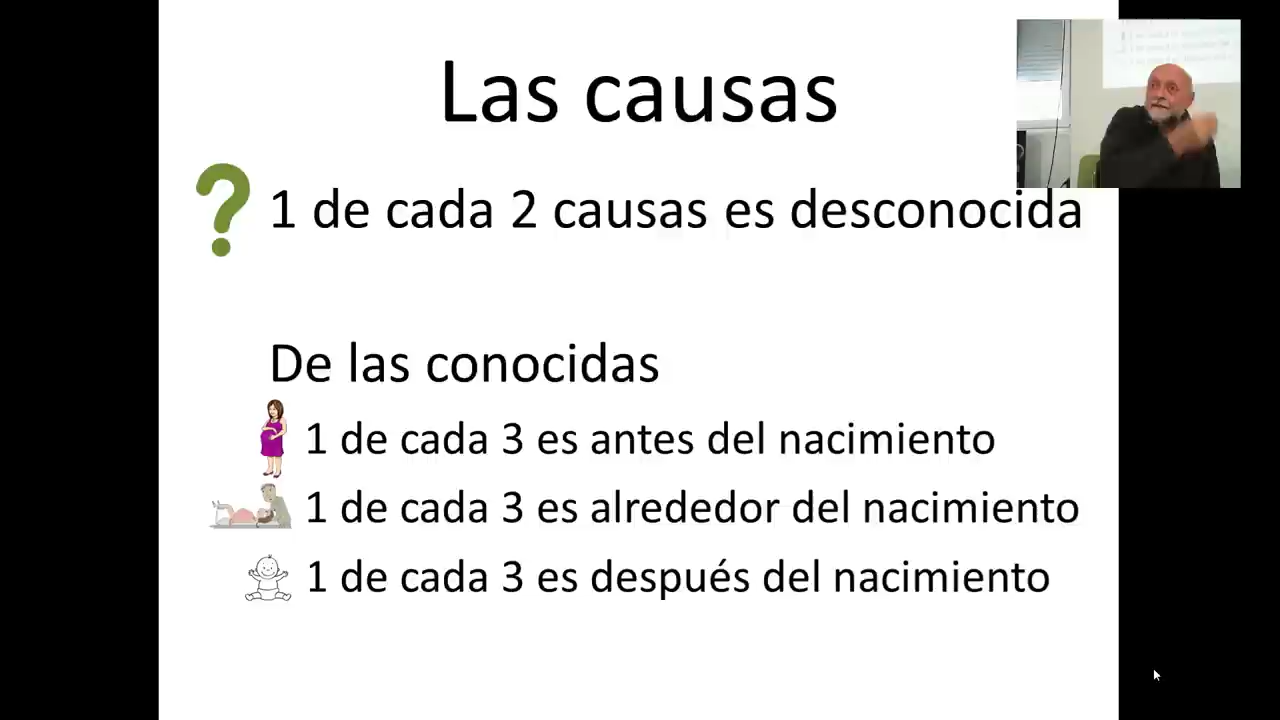 Las causas
1 de cada 2 causas es desconocida
De las conocidas
1 de cada 3 es antes del nacimiento
1 de cada 3 es alrededor del nacimiento
1 de cada 3 es después del nacimiento